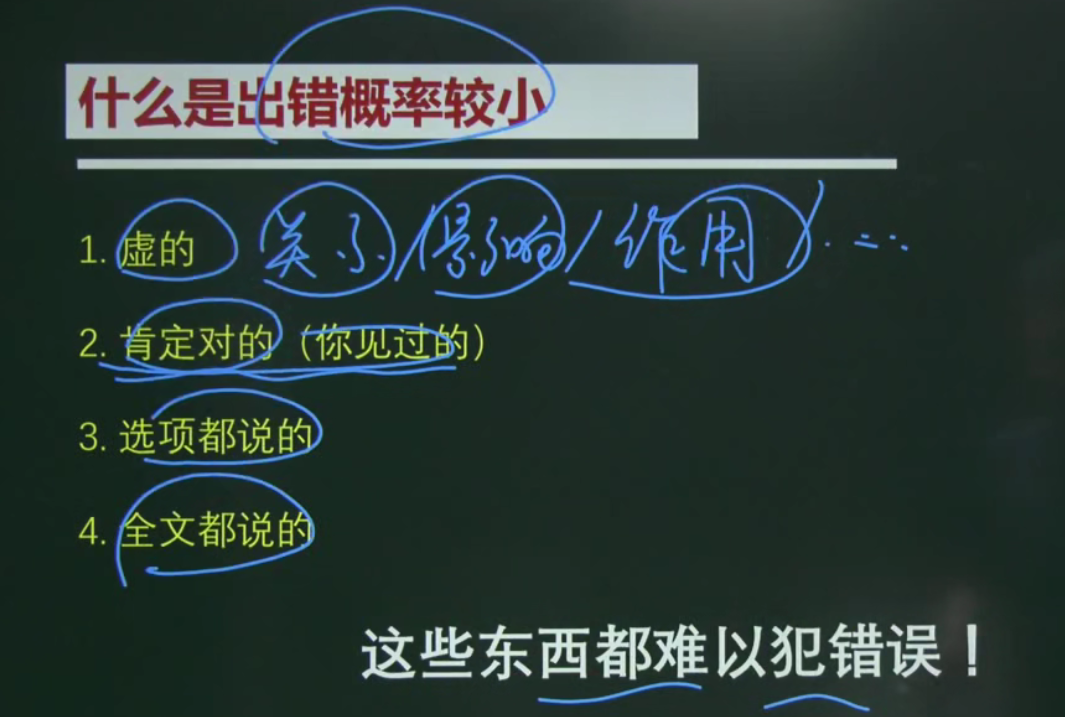 什么是出错概率较小
1. 虚的 关系/影响/作用/……
2. 肯定对的（你见过的）
3. 选项都说的
4. 全文都说的
这些东西都难以犯错误！